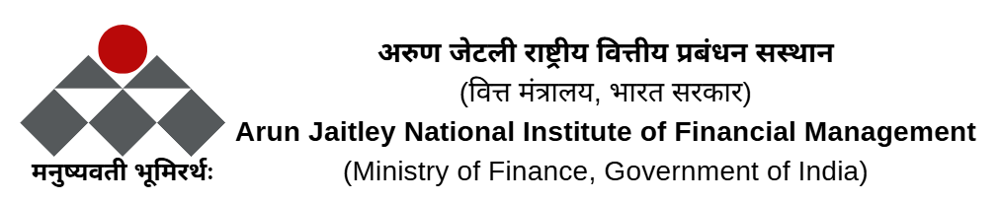 अरुण जेटली राष्ट्रीय वित्तीय प्रबंधन सस्थान
(वित्त मंत्रालय, भारत सरकार)
Arun Jaitley National Institute of Financial Management
(Ministry of Finance, Government of India)
मनुष्यवती भूमिरर्थः